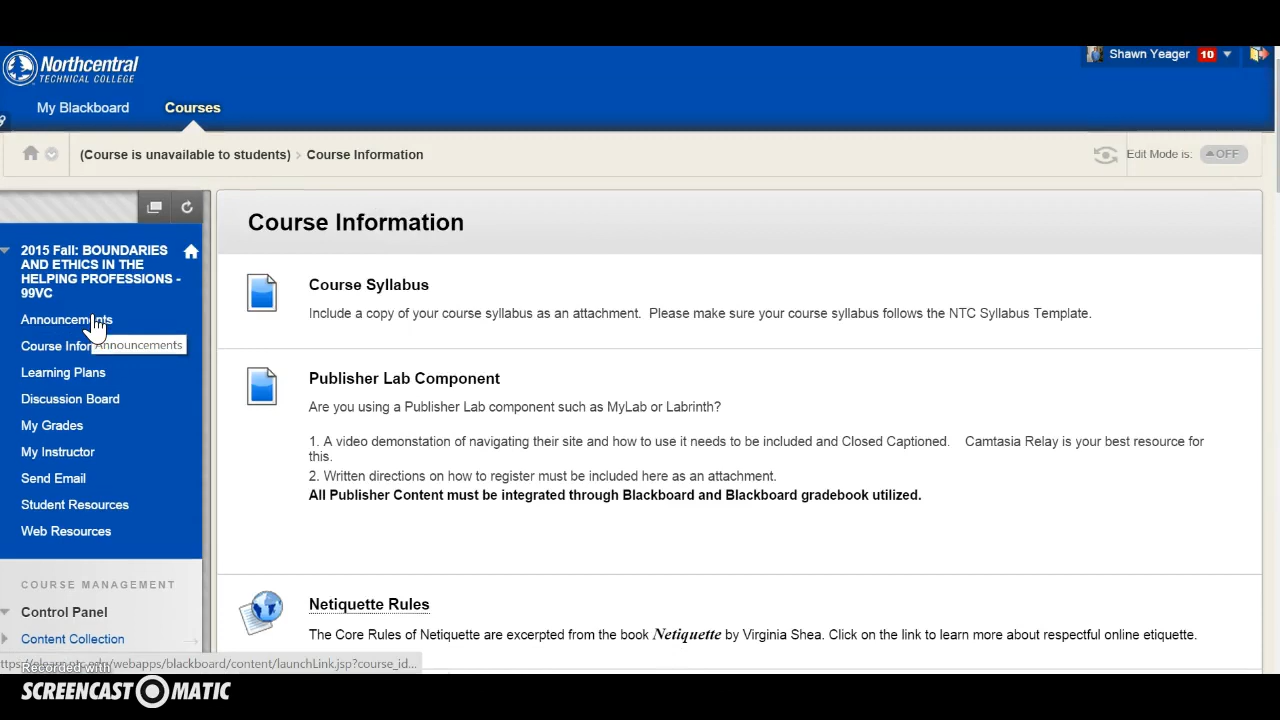 Northcentral
TECHNICAL COLLEGE
Shawn Yeager 10
My Blackboard Courses
(Course is unavailable to students) > Course Information
Edit Mode is: OFF
2015 Fall: BOUNDARIES
AND ETHICS IN THE
HELPING PROFESSIONS -
99VC
Announcements
Course Infor
Announcements
Learning Plans
Discussion Board
My Grades
My Instructor
Send Email
Student Resources
Web Resources
COURSE MANAGEMENT
Control Panel
Content Collection
Course Information
Course Syllabus
Include a copy of your course syllabus as an attachment. Please make sure your course syllabus follows the NTC Syllabus Template.
Publisher Lab Component
Are you using a Publisher Lab component such as MyLab or Labrinth?
1. A video demonstation of navigating their site and how to use it needs to be included and Closed Captioned. Camtasia Relay is your best resource for
this.
2. Written directions on how to register must be included here as an attachment.
All Publisher Content must be integrated through Blackboard and Blackboard gradebook utilized.
Netiquette Rules
The Core Rules of Netiquette are excerpted from the book Netiquette by Virginia Shea. Click on the link to learn more about respectful online etiquette.
Recorded with
SCREENCAST MATIC